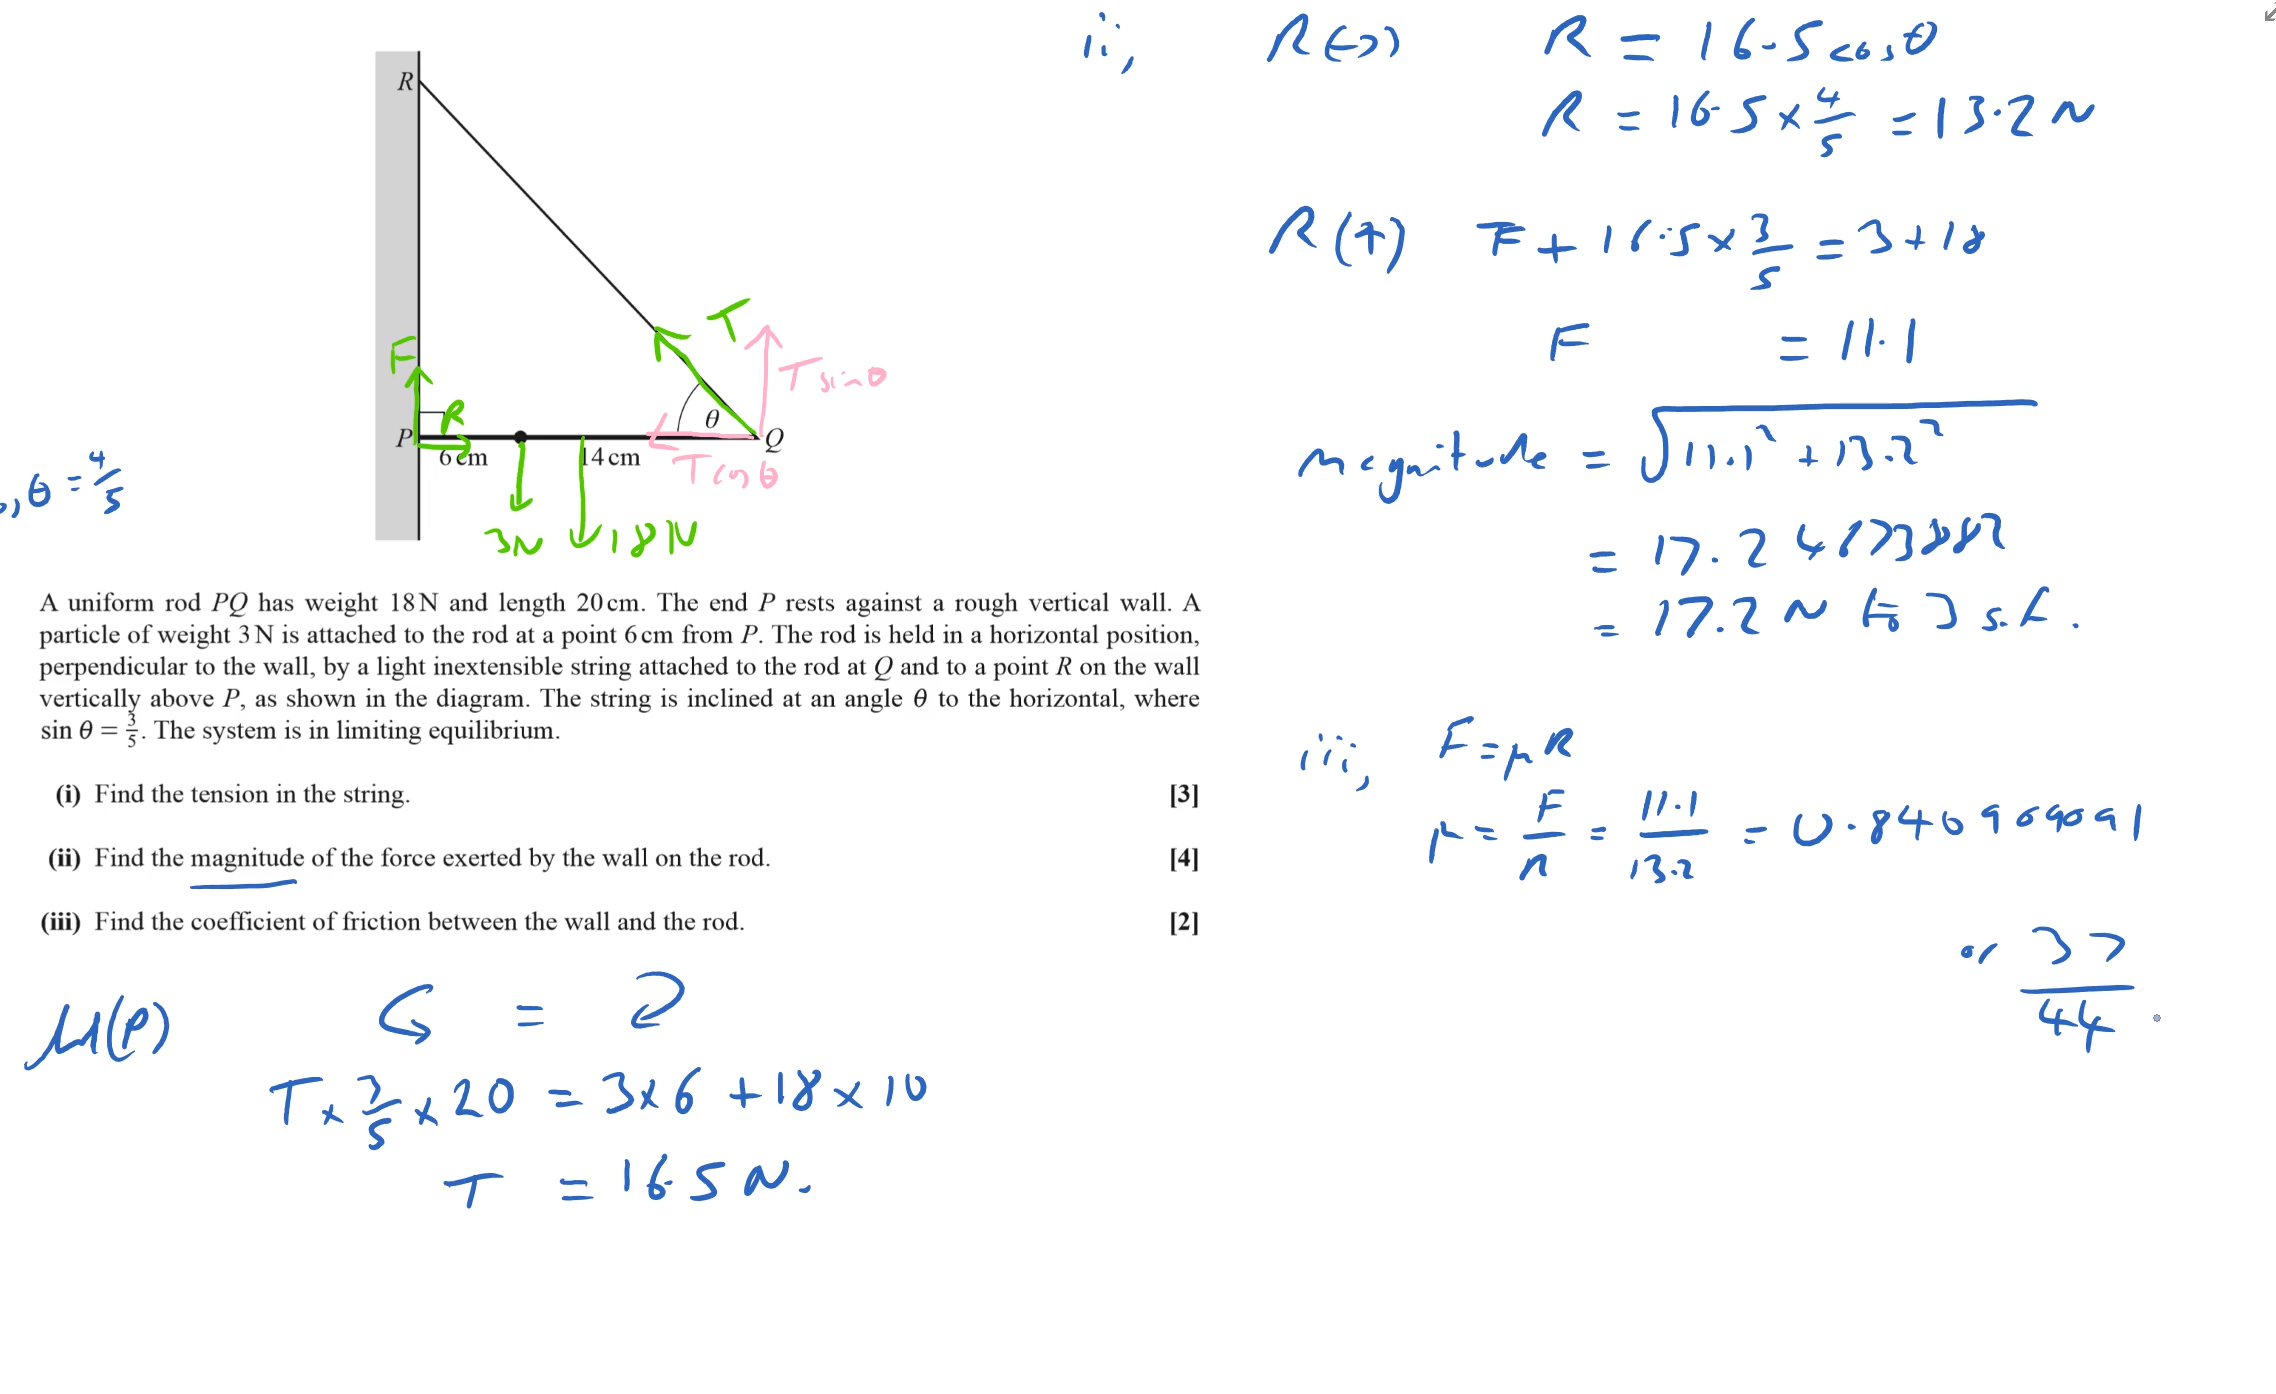 R
T
T sinθ
F
R
θ
P
Q
6 cm
14 cm
T cosθ
θ = 4/5
3N
18N
A uniform rod PQ has weight 18 N and length 20 cm. The end P rests against a rough vertical wall. A
particle of weight 3 N is attached to the rod at a point 6 cm from P. The rod is held in a horizontal position,
perpendicular to the wall, by a light inextensible string attached to the rod at Q and to a point R on the wall
vertically above P, as shown in the diagram. The string is inclined at an angle θ to the horizontal, where
sin θ = 3/5. The system is in limiting equilibrium.
(i) Find the tension in the string. [3]
(ii) Find the magnitude of the force exerted by the wall on the rod. [4]
(iii) Find the coefficient of friction between the wall and the rod. [2]
M(P) ↺ = ↻
T × 3/5 × 20 = 3×6 + 18 × 10
T = 16.5 N.
ii, R(→) R = 16.5 cosθ
R = 16.5 × 4/5 = 13.2 N
R(↑) F + 16.5 × 3/5 = 3 + 18
F = 11.1
magnitude = √(11.1² + 13.2²)
= 17.24673882
= 17.2 N to 3 s.f.
iii, F = μR
μ = F/R = 11.1/13.2 = 0.840909091
or 37/44